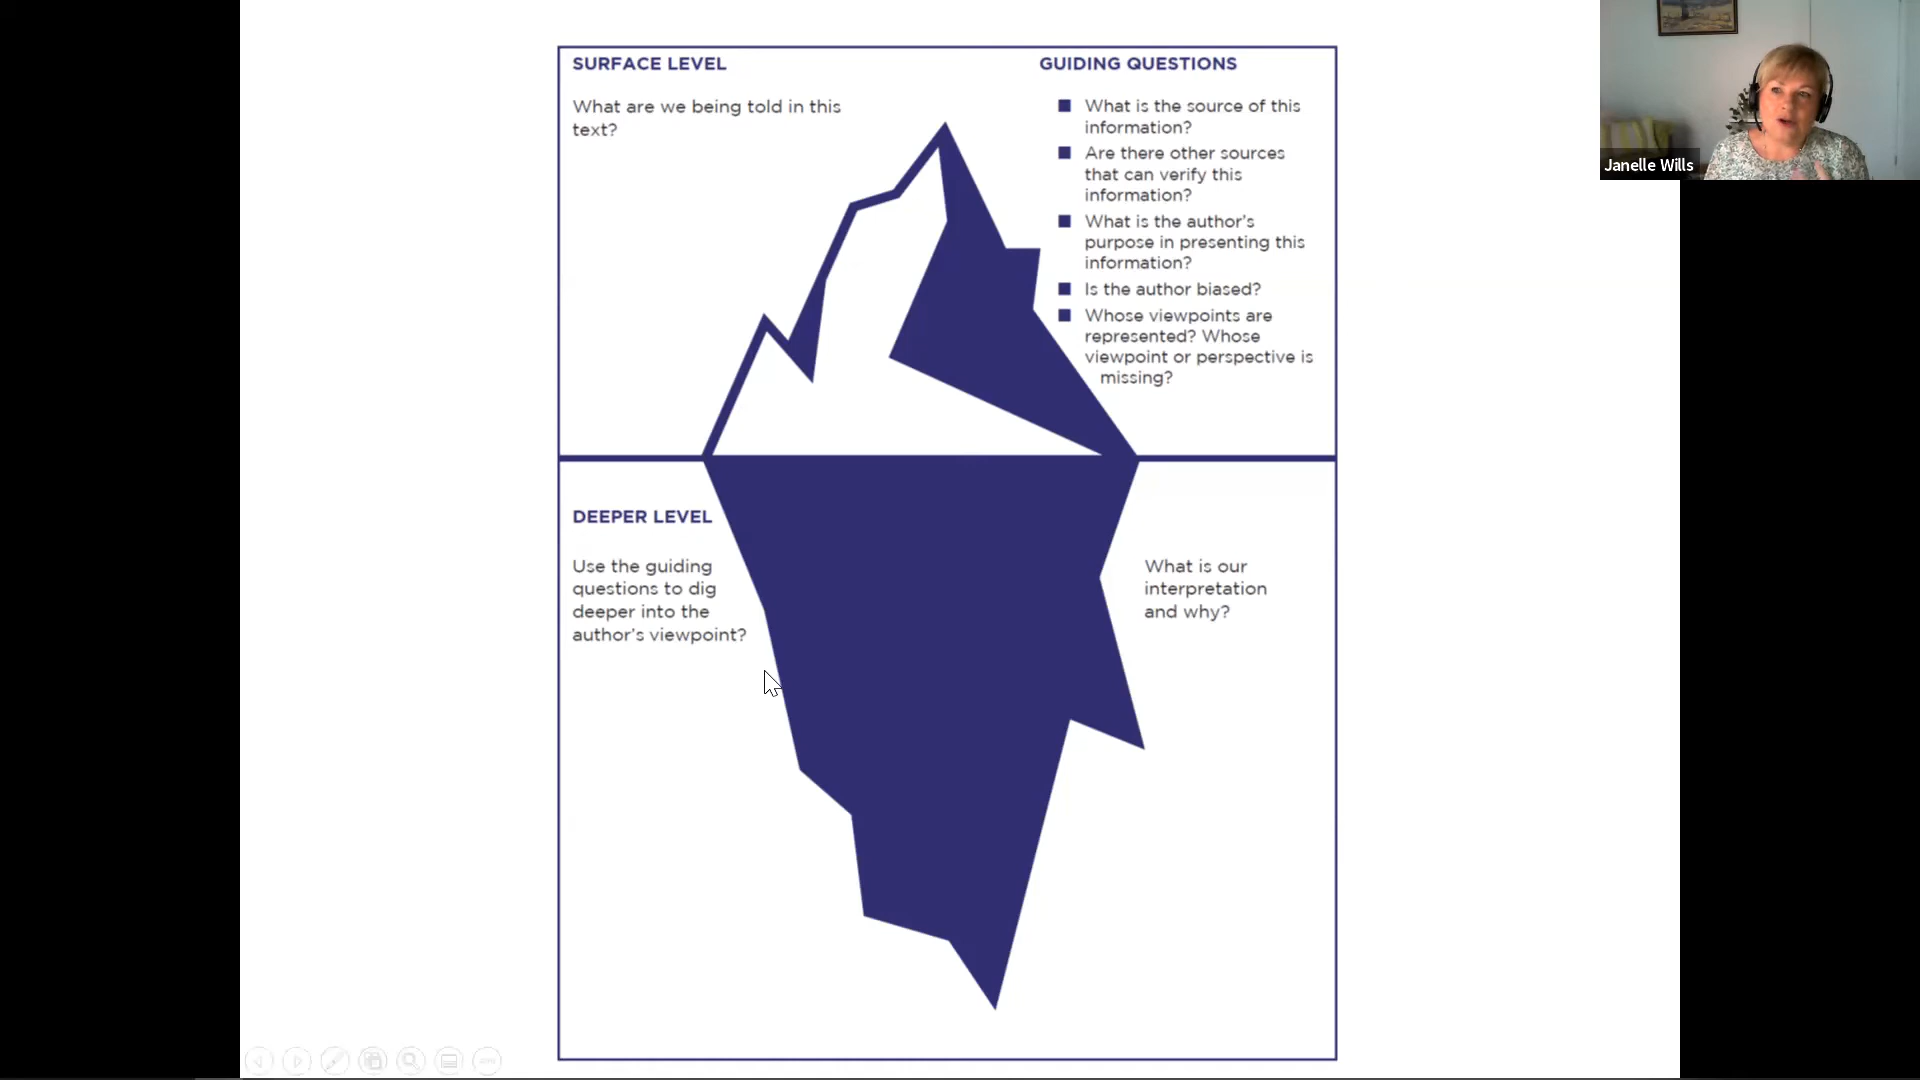 SURFACE LEVEL
What are we being told in this
text?
GUIDING QUESTIONS
■ What is the source of this
information?
■ Are there other sources
that can verify this
information?
■ What is the author's
purpose in presenting this
information?
■ Is the author biased?
■ Whose viewpoints are
represented? Whose
viewpoint or perspective is
missing?
DEEPER LEVEL
Use the guiding
questions to dig
deeper into the
author's viewpoint?
What is our
interpretation
and why?
Janelle Wills